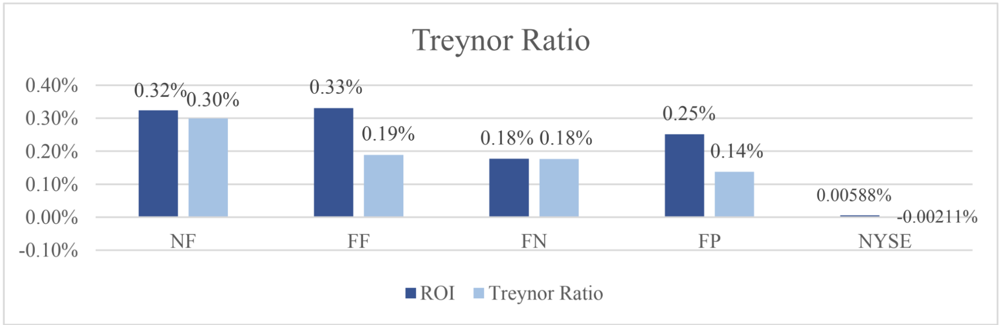 Treynor Ratio
0.40%
0.30%
0.20%
0.10%
0.00%
-0.10%
0.32%
0.30%
0.33%
0.19%
0.18%
0.18%
0.25%
0.14%
0.00588%
-0.00211%
NF
FF
FN
FP
NYSE
ROI
Treynor Ratio